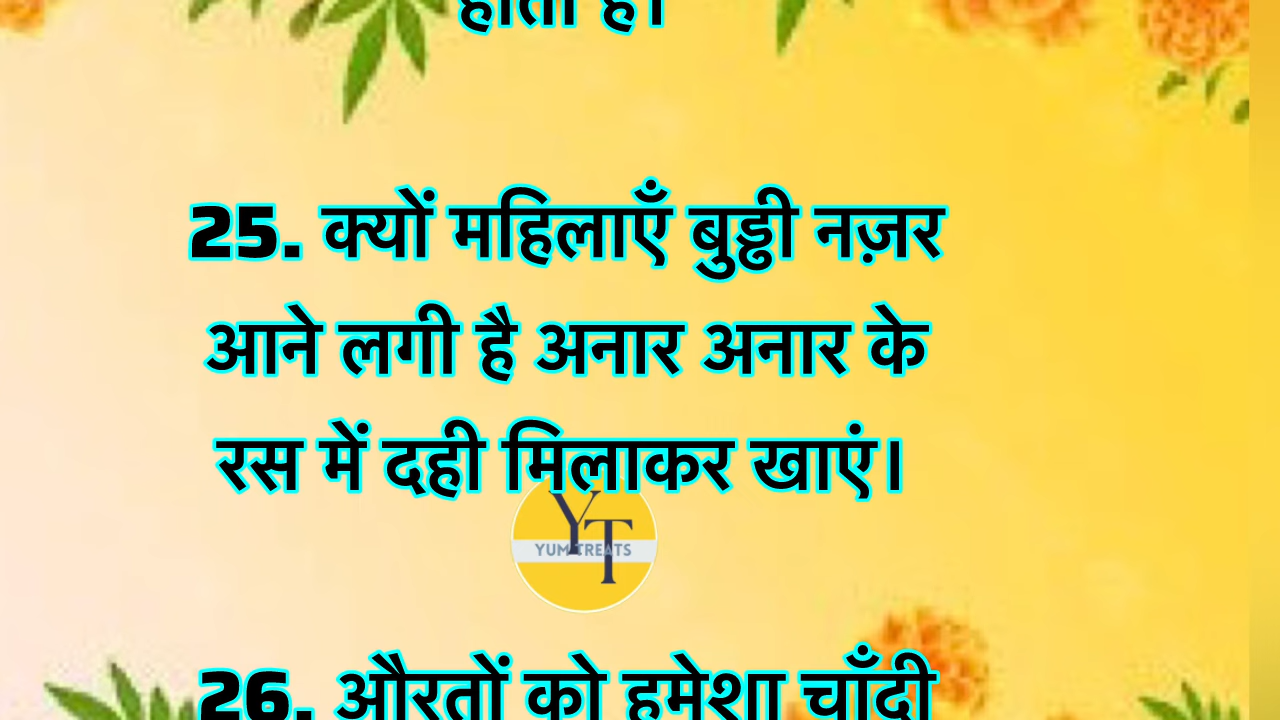 होता है।
25. क्यों महिलाएँ बुड्ढी नज़र
आने लगी है अनार अनार के
रस में दही मिलाकर खाएं।
YT
YUM TREATS
26. औरतों को हमेशा चाँदी